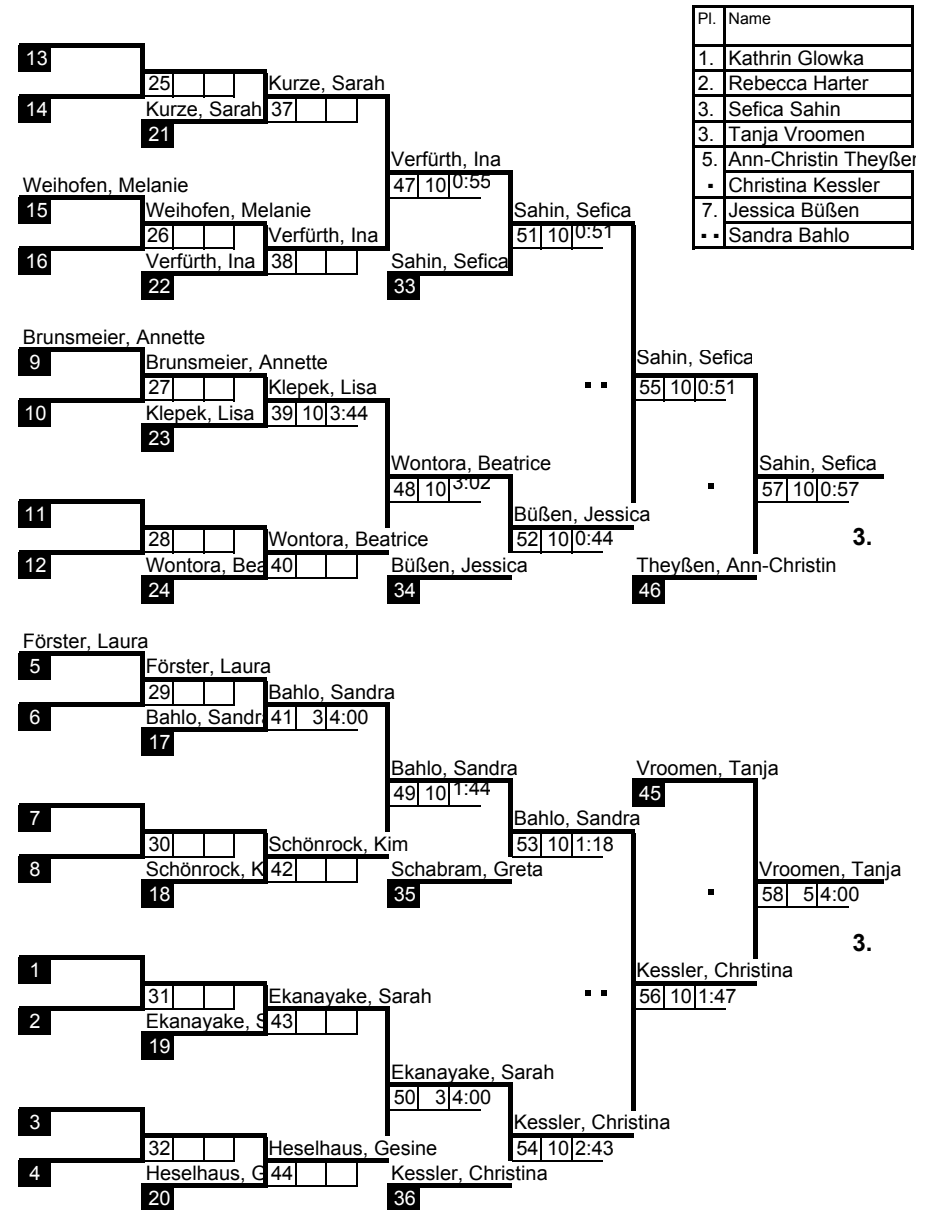 Pl. Name
1. Kathrin Glowka
2. Rebecca Harter
3. Sefica Sahin
3. Tanja Vroomen
5. Ann-Christin Theyßen
Christina Kessler
7. Jessica Büßen
Sandra Bahlo
13
25 Kurze, Sarah
14 Kurze, Sarah 37
21
Verfürth, Ina
Weihofen, Melanie 47 10 0:55
15 Weihofen, Melanie Sahin, Sefica
26 Verfürth, Ina 51 10 0:51
16 Verfürth, Ina 38 Sahin, Sefica
22 33
Brunsmeier, Annette
9 Brunsmeier, Annette Sahin, Sefica
27 Klepek, Lisa 55 10 0:51
10 Klepek, Lisa 39 10 3:44
23
Wontora, Beatrice Sahin, Sefica
48 10 3:02 57 10 0:57
11 Büßen, Jessica
28 Wontora, Beatrice 52 10 0:44 3.
12 Wontora, Bea 40 Büßen, Jessica Theyßen, Ann-Christin
24 34 46
Förster, Laura
5 Förster, Laura
29 Bahlo, Sandra
6 Bahlo, Sandra 41 3 4:00
17
Bahlo, Sandra Vroomen, Tanja
49 10 1:44 45
7 Bahlo, Sandra
30 Schönrock, Kim 53 10 1:18
8 Schönrock, K 42 Schabram, Greta Vroomen, Tanja
18 35 58 5 4:00
3.
1 Kessler, Christina
31 Ekanayake, Sarah 56 10 1:47
2 Ekanayake, S 43
19
Ekanayake, Sarah
50 3 4:00
3 Kessler, Christina
32 Heselhaus, Gesine 54 10 2:43
4 Heselhaus, G 44 Kessler, Christina
20 36